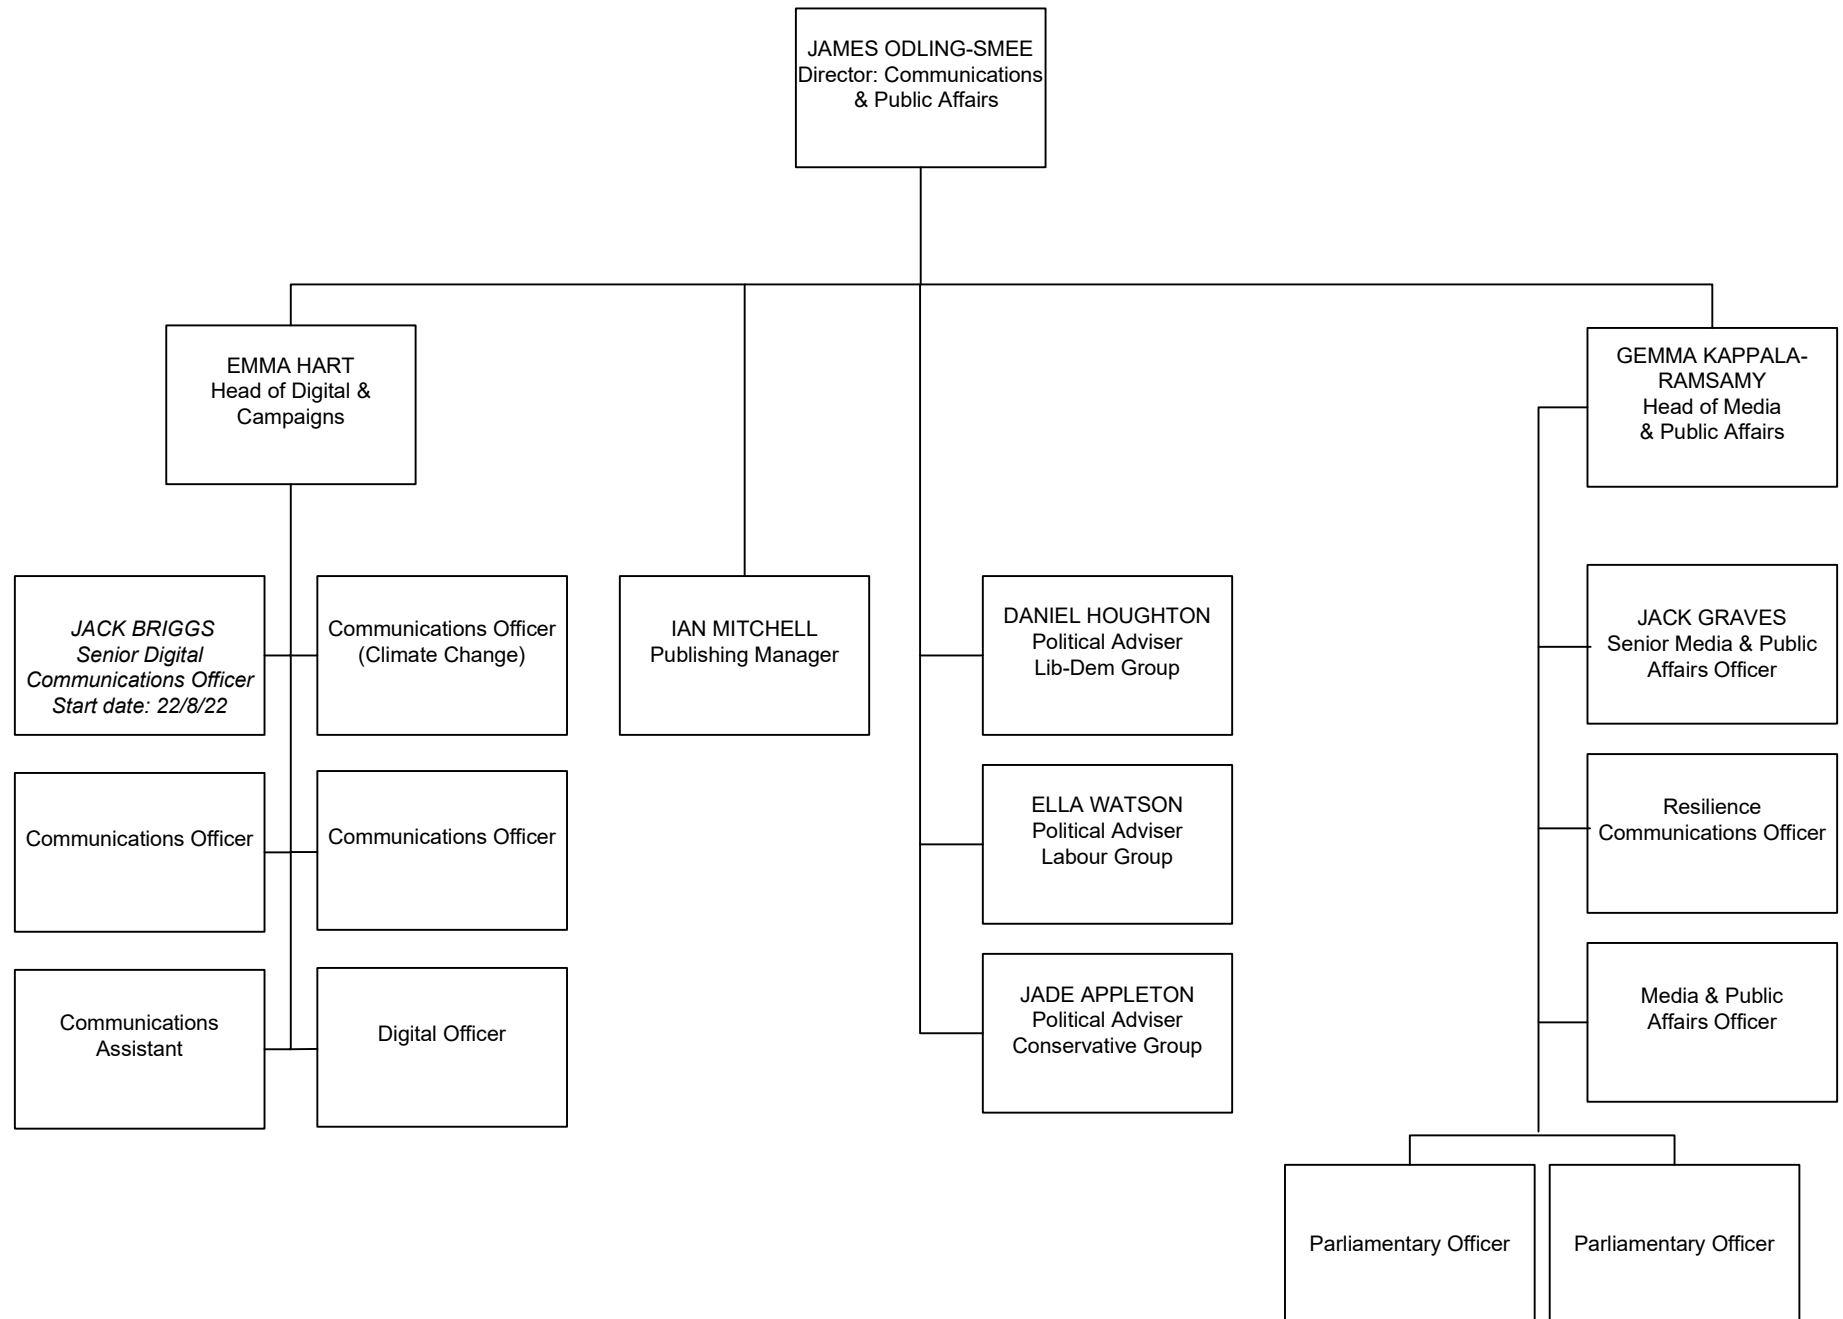 JAMES ODLING-SMEE
Director: Communications
& Public Affairs
EMMA HART
Head of Digital &
Campaigns
GEMMA KAPPALA-
RAMSAMY
Head of Media
& Public Affairs
JACK BRIGGS
Senior Digital
Communications Officer
Start date: 22/8/22
Communications Officer
(Climate Change)
IAN MITCHELL
Publishing Manager
DANIEL HOUGHTON
Political Adviser
Lib-Dem Group
JACK GRAVES
Senior Media & Public
Affairs Officer
Communications Officer
Communications Officer
ELLA WATSON
Political Adviser
Labour Group
Resilience
Communications Officer
Communications
Assistant
Digital Officer
JADE APPLETON
Political Adviser
Conservative Group
Media & Public
Affairs Officer
Parliamentary Officer
Parliamentary Officer